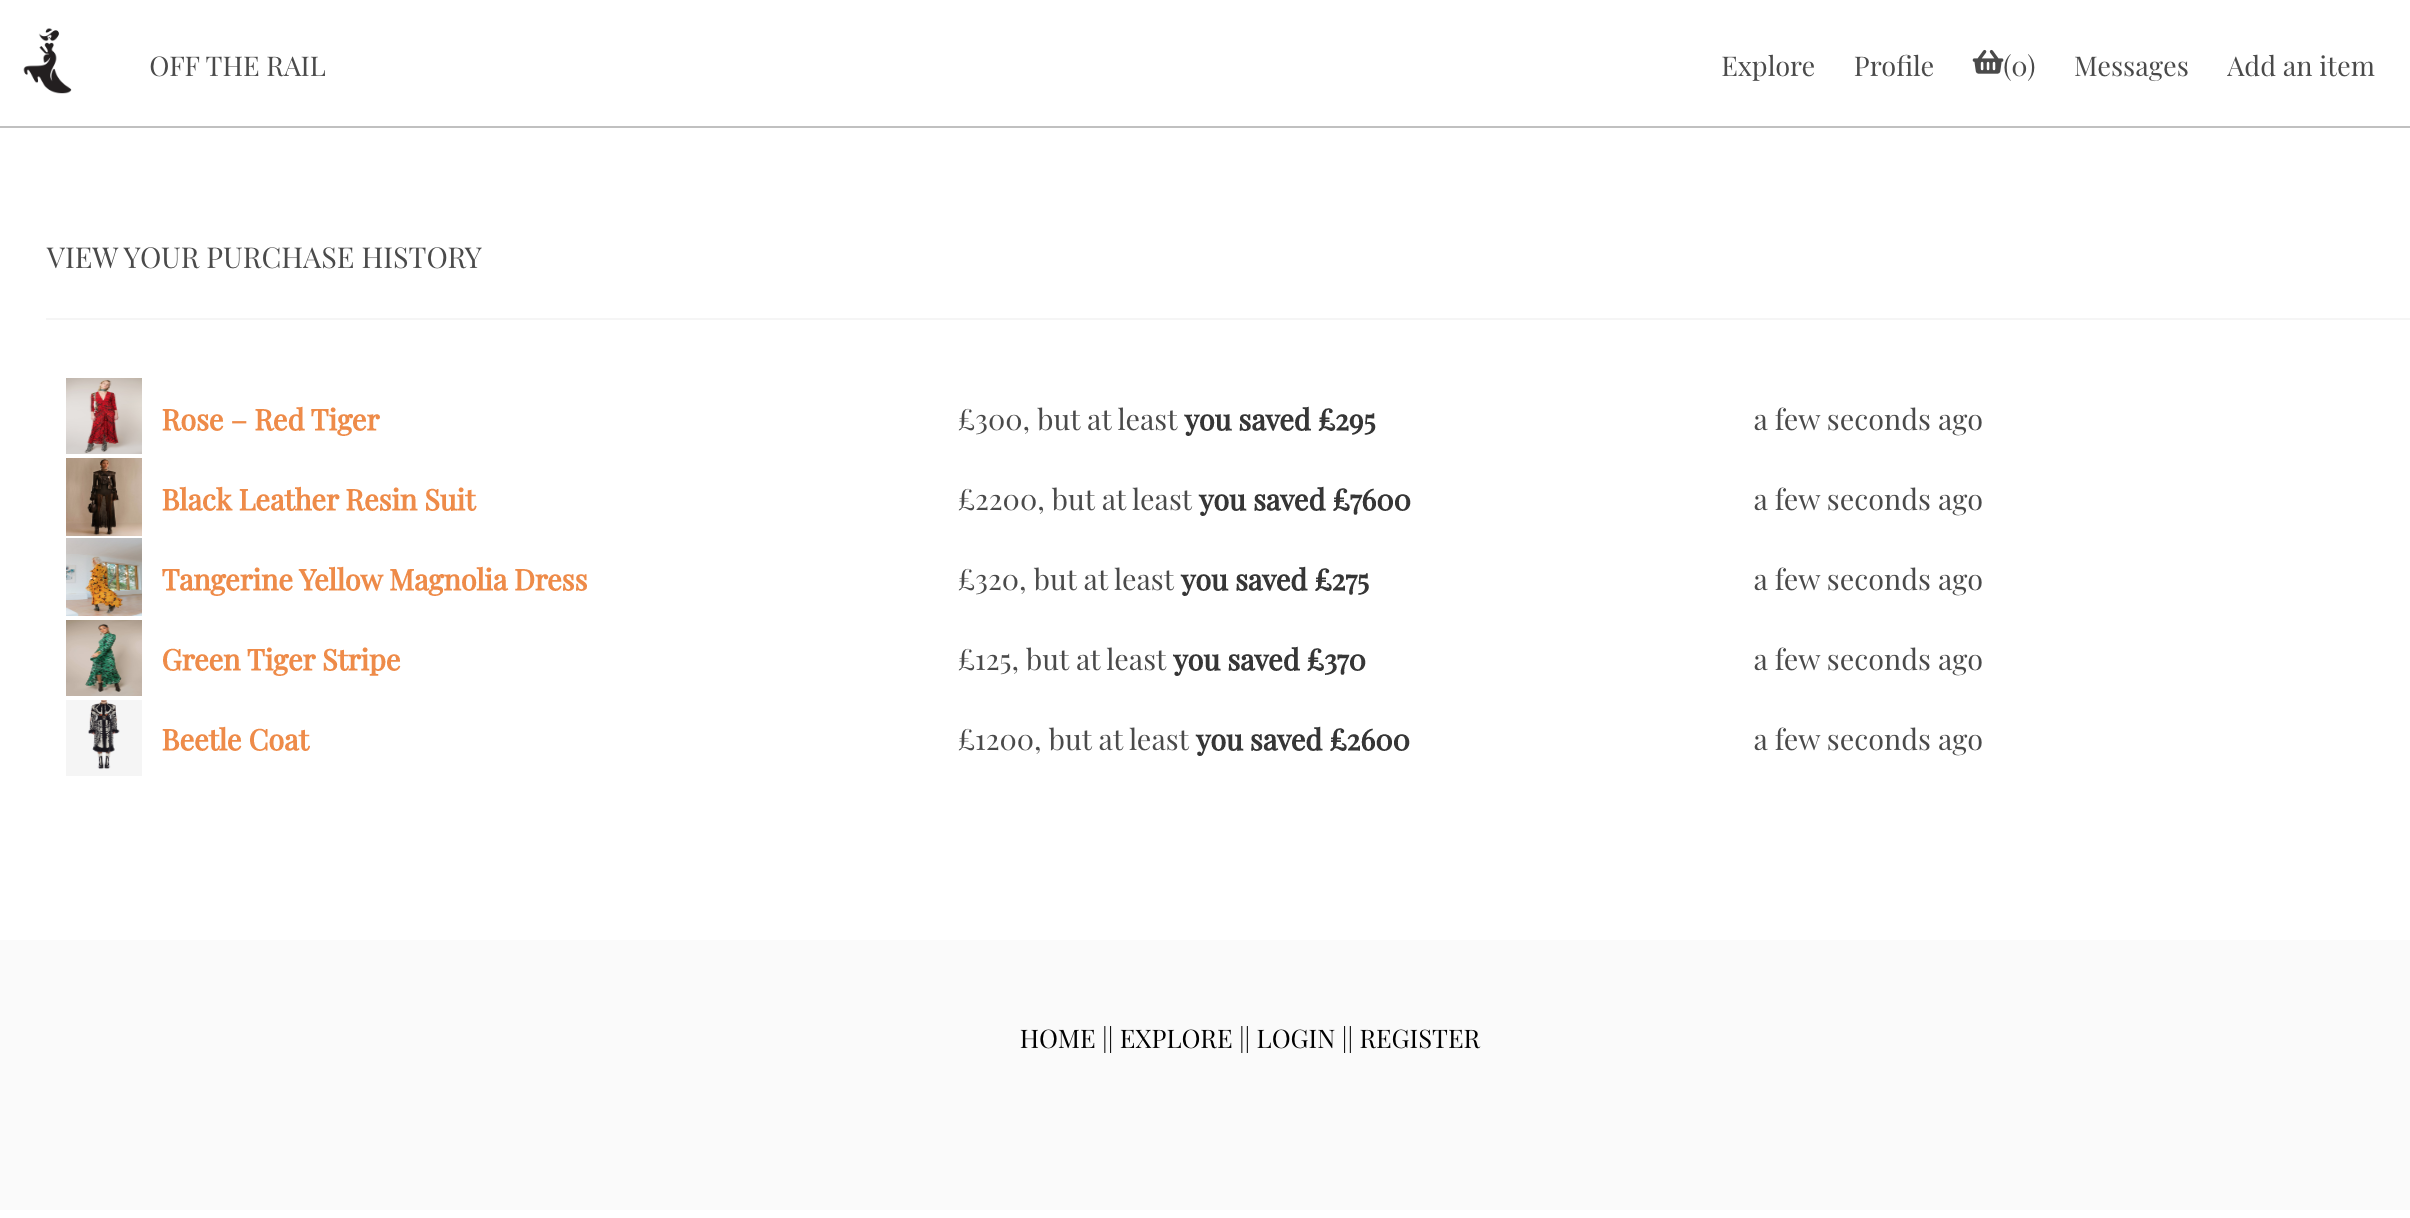 OFF THE RAIL Explore Profile (0) Messages Add an item
VIEW YOUR PURCHASE HISTORY
Rose – Red Tiger £300, but at least you saved £295 a few seconds ago
Black Leather Resin Suit £2200, but at least you saved £7600 a few seconds ago
Tangerine Yellow Magnolia Dress £320, but at least you saved £275 a few seconds ago
Green Tiger Stripe £125, but at least you saved £370 a few seconds ago
Beetle Coat £1200, but at least you saved £2600 a few seconds ago
HOME || EXPLORE || LOGIN || REGISTER